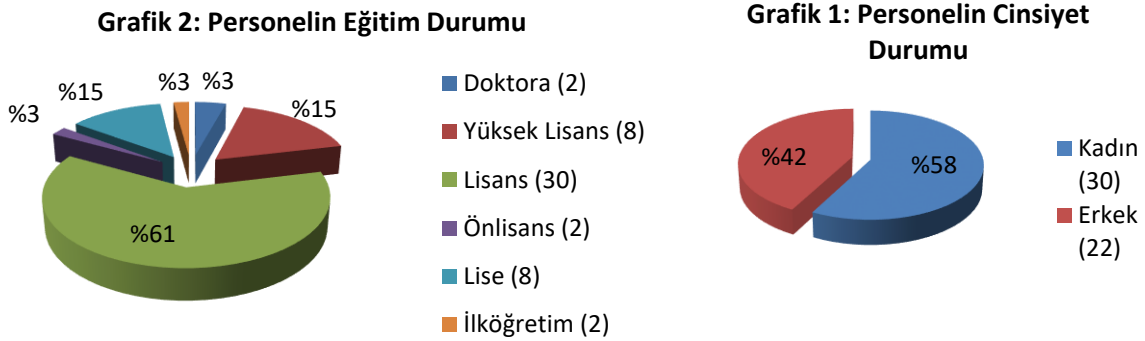 Grafik 2: Personelin Eğitim Durumu
%3
%15
%3
%3
%15
%61
Doktora (2)
Yüksek Lisans (8)
Lisans (30)
Önlisans (2)
Lise (8)
İlköğretim (2)
Grafik 1: Personelin Cinsiyet
Durumu
%42
%58
Kadın
(30)
Erkek
(22)